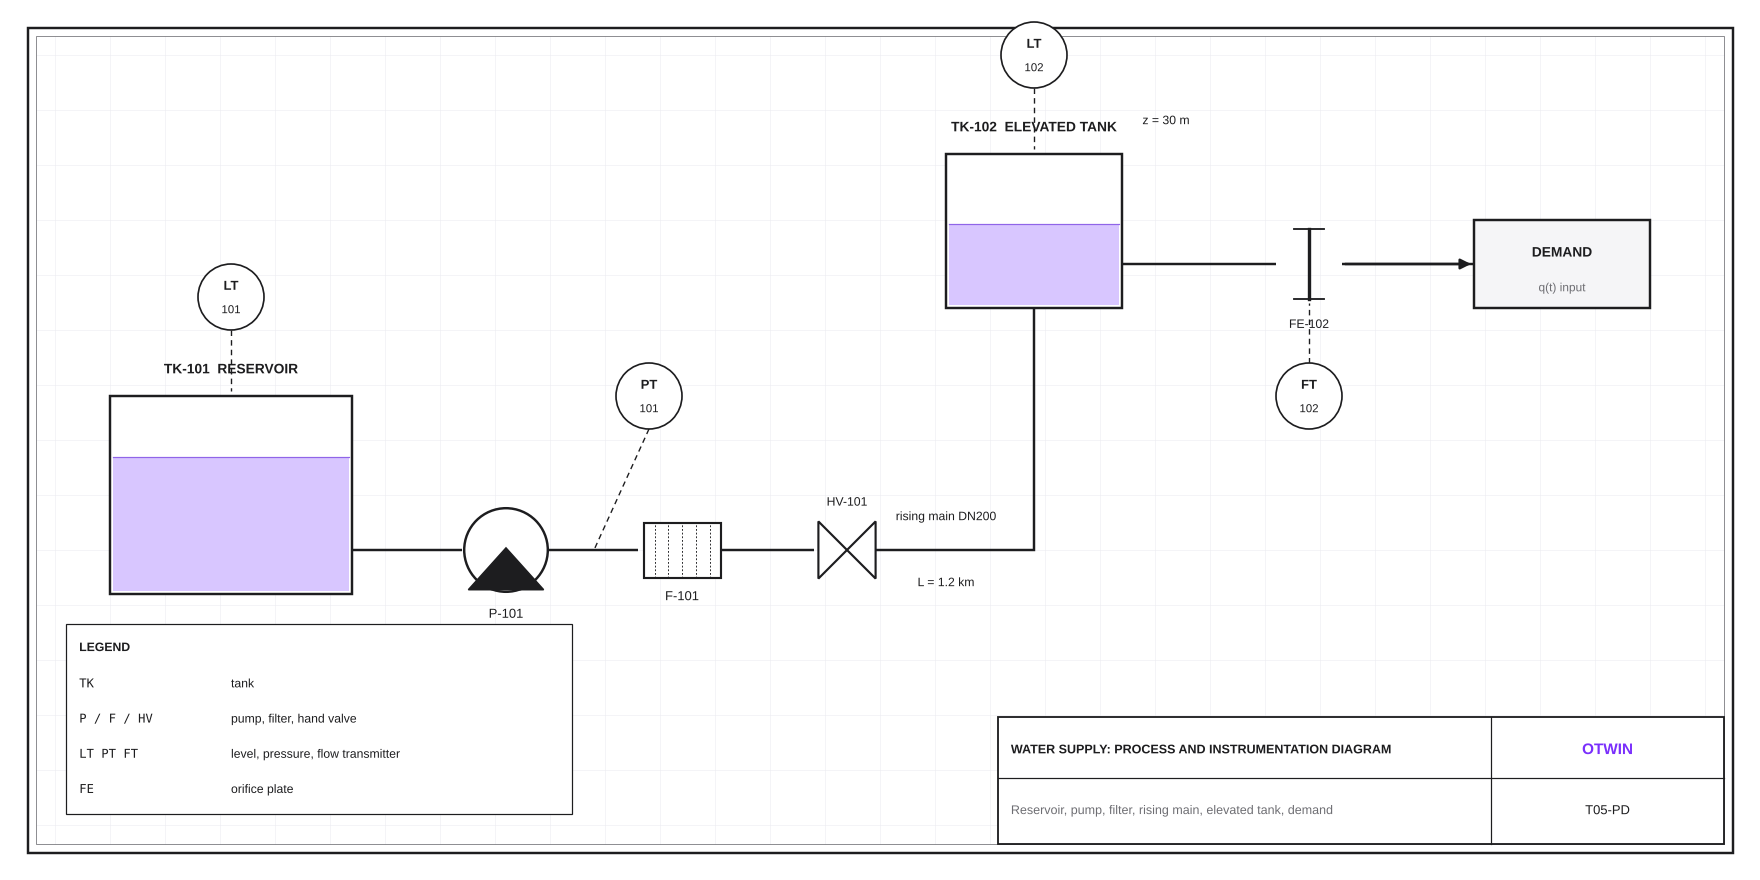 LT
102
TK-102 ELEVATED TANK
z = 30 m
DEMAND
q(t) input
FE-102
FT
102
LT
101
TK-101 RESERVOIR
PT
101
HV-101
rising main DN200
L = 1.2 km
F-101
P-101
LEGEND
TK tank
P / F / HV pump, filter, hand valve
LT PT FT level, pressure, flow transmitter
FE orifice plate
WATER SUPPLY: PROCESS AND INSTRUMENTATION DIAGRAM
OTWIN
Reservoir, pump, filter, rising main, elevated tank, demand
T05-PD